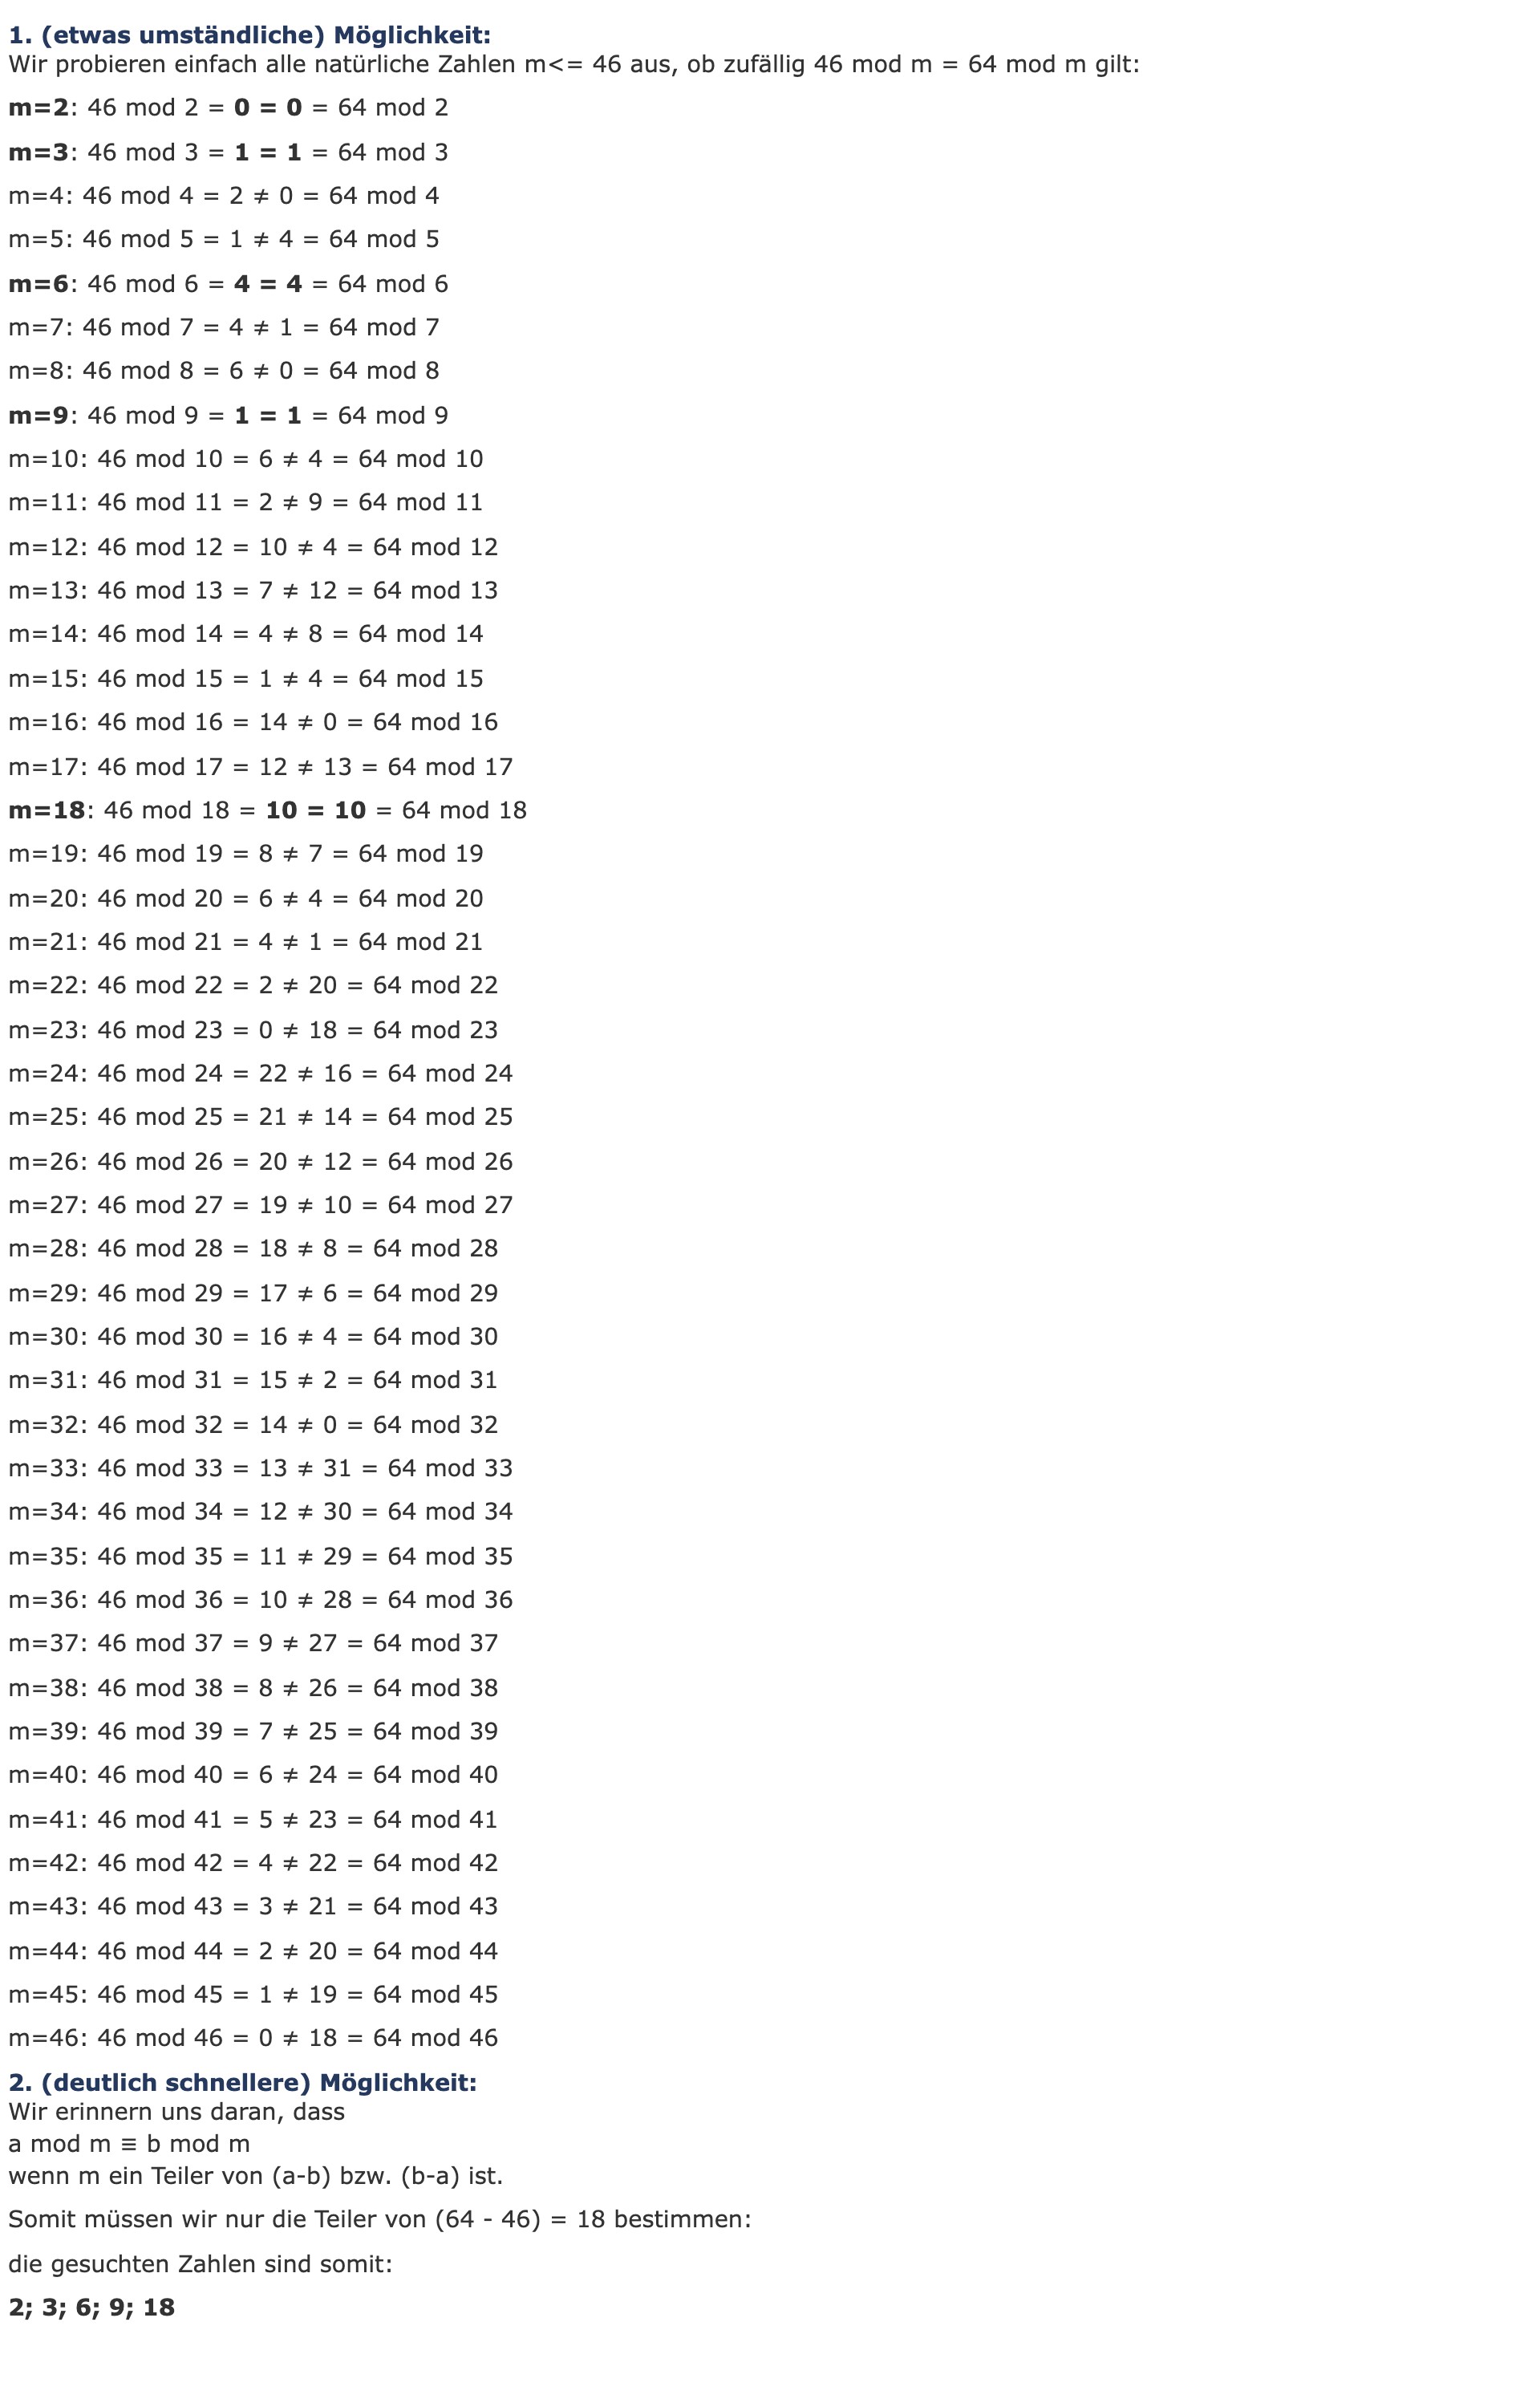 1. (etwas umständliche) Möglichkeit:
Wir probieren einfach alle natürliche Zahlen m<= 46 aus, ob zufällig 46 mod m = 64 mod m gilt:
m=2: 46 mod 2 = 0 = 0 = 64 mod 2
m=3: 46 mod 3 = 1 = 1 = 64 mod 3
m=4: 46 mod 4 = 2 ≠ 0 = 64 mod 4
m=5: 46 mod 5 = 1 ≠ 4 = 64 mod 5
m=6: 46 mod 6 = 4 = 4 = 64 mod 6
m=7: 46 mod 7 = 4 ≠ 1 = 64 mod 7
m=8: 46 mod 8 = 6 ≠ 0 = 64 mod 8
m=9: 46 mod 9 = 1 = 1 = 64 mod 9
m=10: 46 mod 10 = 6 ≠ 4 = 64 mod 10
m=11: 46 mod 11 = 2 ≠ 9 = 64 mod 11
m=12: 46 mod 12 = 10 ≠ 4 = 64 mod 12
m=13: 46 mod 13 = 7 ≠ 12 = 64 mod 13
m=14: 46 mod 14 = 4 ≠ 8 = 64 mod 14
m=15: 46 mod 15 = 1 ≠ 4 = 64 mod 15
m=16: 46 mod 16 = 14 ≠ 0 = 64 mod 16
m=17: 46 mod 17 = 12 ≠ 13 = 64 mod 17
m=18: 46 mod 18 = 10 = 10 = 64 mod 18
m=19: 46 mod 19 = 8 ≠ 7 = 64 mod 19
m=20: 46 mod 20 = 6 ≠ 4 = 64 mod 20
m=21: 46 mod 21 = 4 ≠ 1 = 64 mod 21
m=22: 46 mod 22 = 2 ≠ 20 = 64 mod 22
m=23: 46 mod 23 = 0 ≠ 18 = 64 mod 23
m=24: 46 mod 24 = 22 ≠ 16 = 64 mod 24
m=25: 46 mod 25 = 21 ≠ 14 = 64 mod 25
m=26: 46 mod 26 = 20 ≠ 12 = 64 mod 26
m=27: 46 mod 27 = 19 ≠ 10 = 64 mod 27
m=28: 46 mod 28 = 18 ≠ 8 = 64 mod 28
m=29: 46 mod 29 = 17 ≠ 6 = 64 mod 29
m=30: 46 mod 30 = 16 ≠ 4 = 64 mod 30
m=31: 46 mod 31 = 15 ≠ 2 = 64 mod 31
m=32: 46 mod 32 = 14 ≠ 0 = 64 mod 32
m=33: 46 mod 33 = 13 ≠ 31 = 64 mod 33
m=34: 46 mod 34 = 12 ≠ 30 = 64 mod 34
m=35: 46 mod 35 = 11 ≠ 29 = 64 mod 35
m=36: 46 mod 36 = 10 ≠ 28 = 64 mod 36
m=37: 46 mod 37 = 9 ≠ 27 = 64 mod 37
m=38: 46 mod 38 = 8 ≠ 26 = 64 mod 38
m=39: 46 mod 39 = 7 ≠ 25 = 64 mod 39
m=40: 46 mod 40 = 6 ≠ 24 = 64 mod 40
m=41: 46 mod 41 = 5 ≠ 23 = 64 mod 41
m=42: 46 mod 42 = 4 ≠ 22 = 64 mod 42
m=43: 46 mod 43 = 3 ≠ 21 = 64 mod 43
m=44: 46 mod 44 = 2 ≠ 20 = 64 mod 44
m=45: 46 mod 45 = 1 ≠ 19 = 64 mod 45
m=46: 46 mod 46 = 0 ≠ 18 = 64 mod 46
2. (deutlich schnellere) Möglichkeit:
Wir erinnern uns daran, dass
a mod m ≡ b mod m
wenn m ein Teiler von (a-b) bzw. (b-a) ist.
Somit müssen wir nur die Teiler von (64 - 46) = 18 bestimmen:
die gesuchten Zahlen sind somit:
2; 3; 6; 9; 18